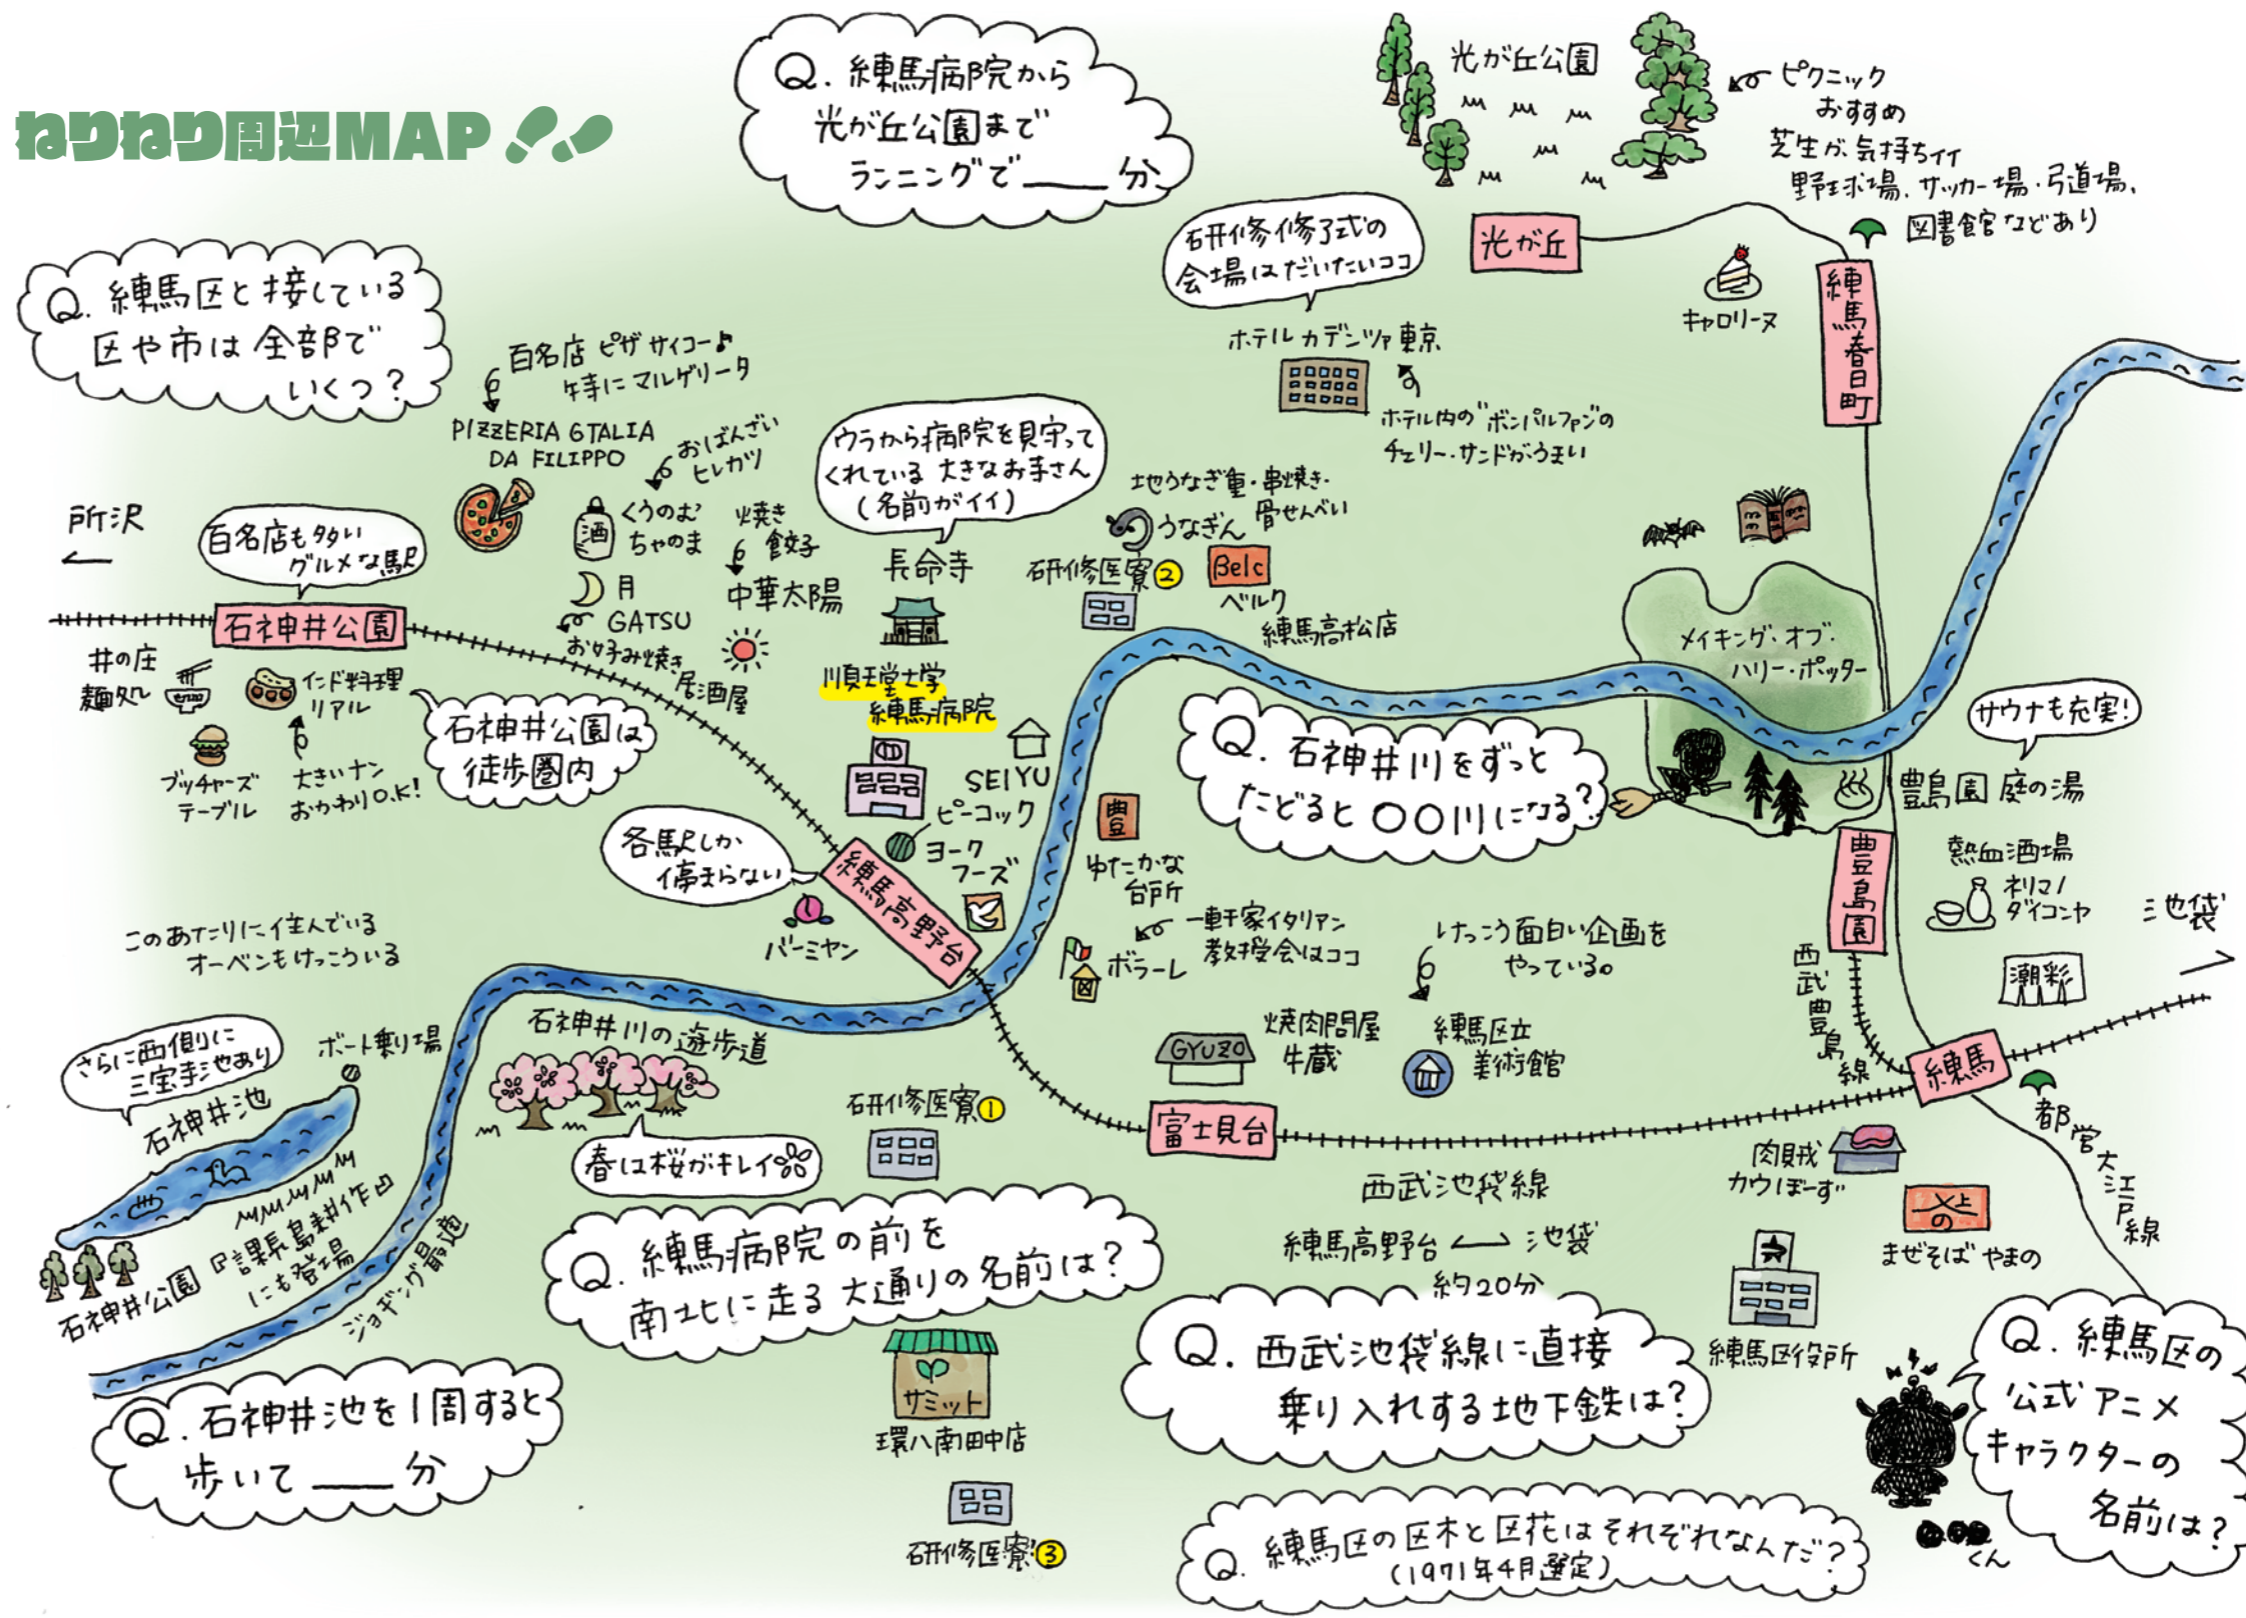 ねりねり周辺MAP
Q. 練馬病院から
光が丘公園まで
ランニングで____分
光が丘公園
ピクニック
おすすめ
芝生が気持ちイイ
野球場、サッカー場・弓道場、
図書館などあり
研修修了式の
会場はだいたいココ
光が丘
ホテル カデンツァ東京
ホテル内の"ボンパルファン"の
チェリー・サンドがうまい
キャロリーヌ
練馬春日町
Q. 練馬区と接している
区や市は全部で
いくつ?
百名店 ピザ サイコー♪
特に マルゲリータ
PIZZERIA GTALIA
DA FILIPPO
おばんざい
ヒレカツ
酒
くうのむ
ちゃのま
焼き
餃子
中華太陽
月
GATSU
お好み焼き
居酒屋
ウラから病院を見守って
くれている 大きなお寺さん
(名前がイイ)
長命寺
地うなぎ重・串焼き・
骨せんべい
うなぎん
研修医寮②
Belc
ベルク
練馬高松店
所沢
←
百名店も多い
グルメな駅
石神井公園
井の庄
麺処
インド料理
リアル
ブッチャーズ
テーブル
大きいナン
おかわりO.K!
石神井公園は
徒歩圏内
順天堂大学
練馬病院
SEIYU
ピーコック
ヨーク
フーズ
各駅しか
停まらない
練馬高野台
バーミヤン
豊
ゆたかな
台所
一軒家イタリアン
教授会はココ
ボラーレ
Q. 石神井川をずっと
たどると〇〇川になる?
メイキング・オブ・
ハリー・ポッター
サウナも充実!
豊島園 庭の湯
豊島園
熱血酒場
ネリマノ
ダイコンヤ
池袋
潮彩
西武豊島線
練馬
都営大江戸線
けっこう面白い企画を
やっている。
練馬区立
美術館
GYUZO
焼肉問屋
牛蔵
富士見台
西武池袋線
練馬高野台 ↔ 池袋
約20分
肉賊
カウぼーず
上の
まぜそば やまの
練馬区役所
このあたりに住んでいる
オーベンもけっこういる
さらに西側に
三宝寺池あり
ボート乗り場
石神井池
石神井公園
『課長島耕作』
にも登場
ジョギング最適
石神井川の遊歩道
春は桜がキレイ
研修医寮①
Q. 練馬病院の前を
南北に走る大通りの名前は?
サミット
環八南田中店
研修医寮③
Q. 石神井池を1周すると
歩いて____分
Q. 西武池袋線に直接
乗り入れする地下鉄は?
Q. 練馬区の区木と区花はそれぞれなんだ?
(1971年4月選定)
Q. 練馬区の
公式アニメ
キャラクターの
名前は?
くん